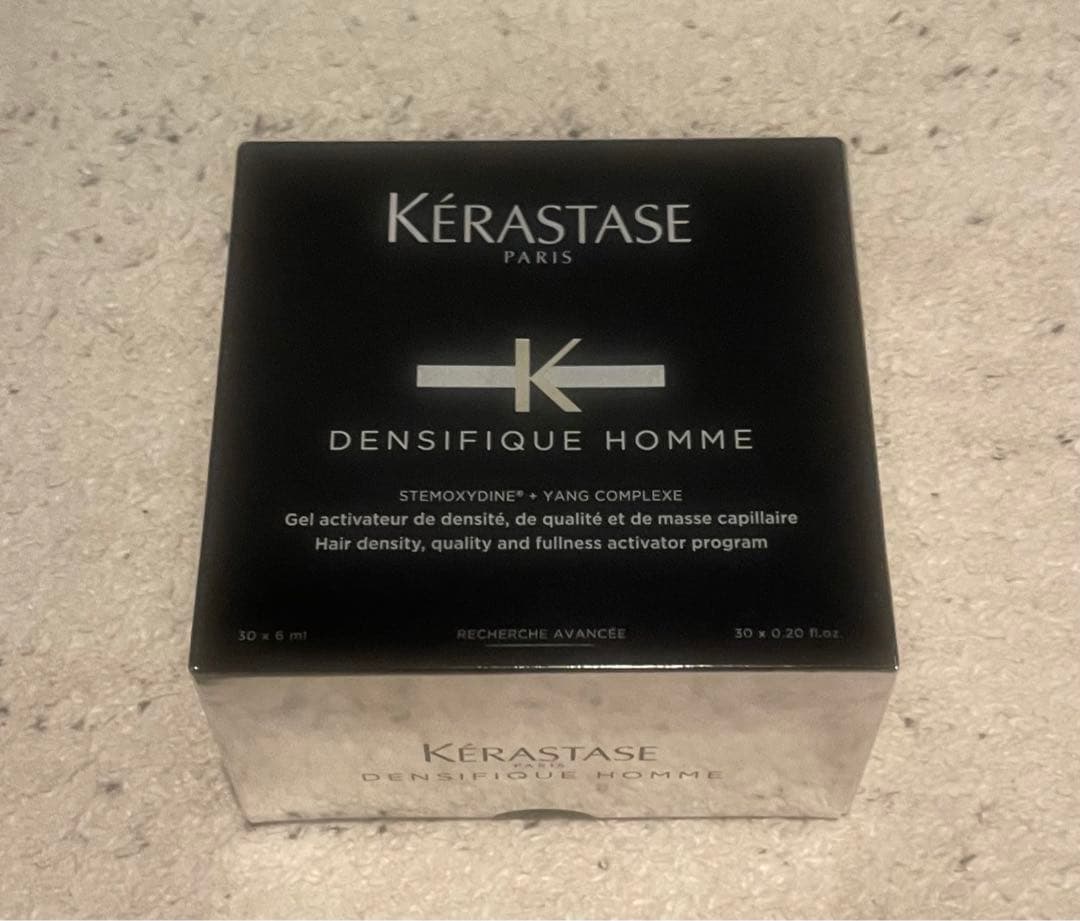 KÉRASTASE
PARIS
K
DENSIFIQUE HOMME
STEMOXYDINE® + YANG COMPLEXE
Gel activateur de densité, de qualité et de masse capillaire
Hair density, quality and fullness activator program
30 x 6 ml RECHERCHE AVANCÉE 30 x 0.20 fl.oz.
KÉRASTASE
PARIS
DENSIFIQUE HOMME